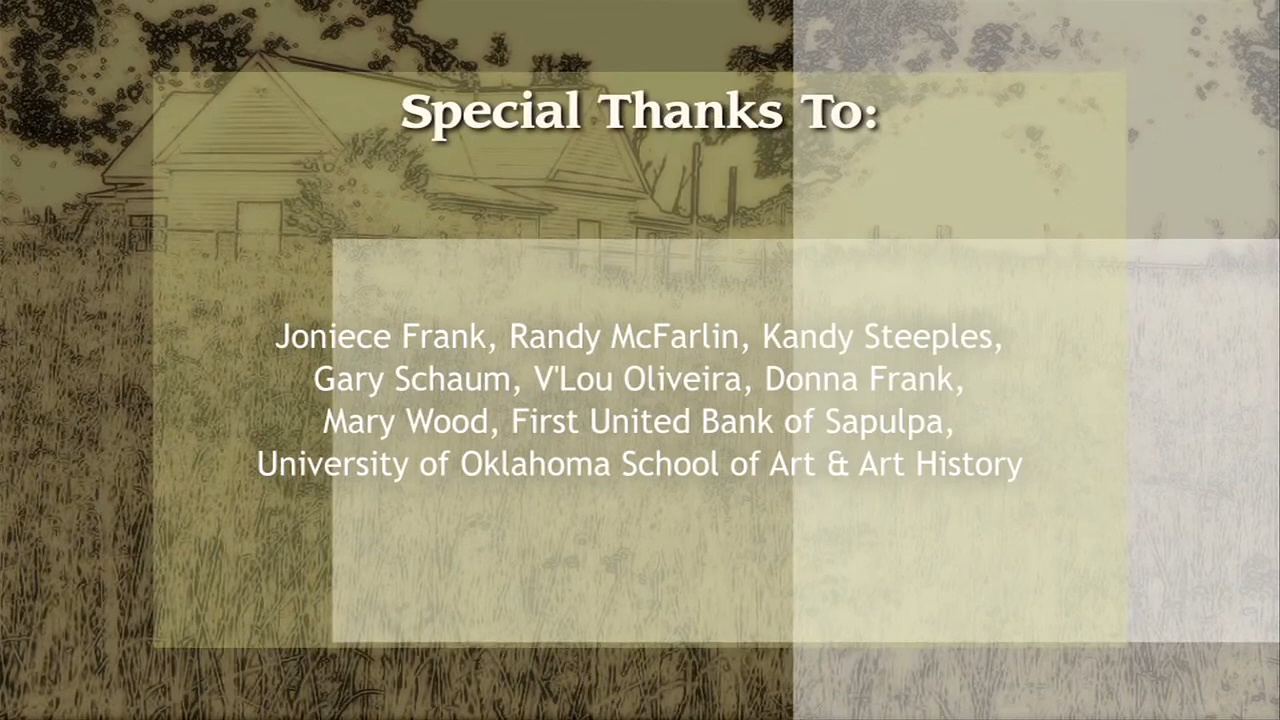 Special Thanks To:
Joniece Frank, Randy McFarlin, Kandy Steeples,
Gary Schaum, V'Lou Oliveira, Donna Frank,
Mary Wood, First United Bank of Sapulpa,
University of Oklahoma School of Art & Art History